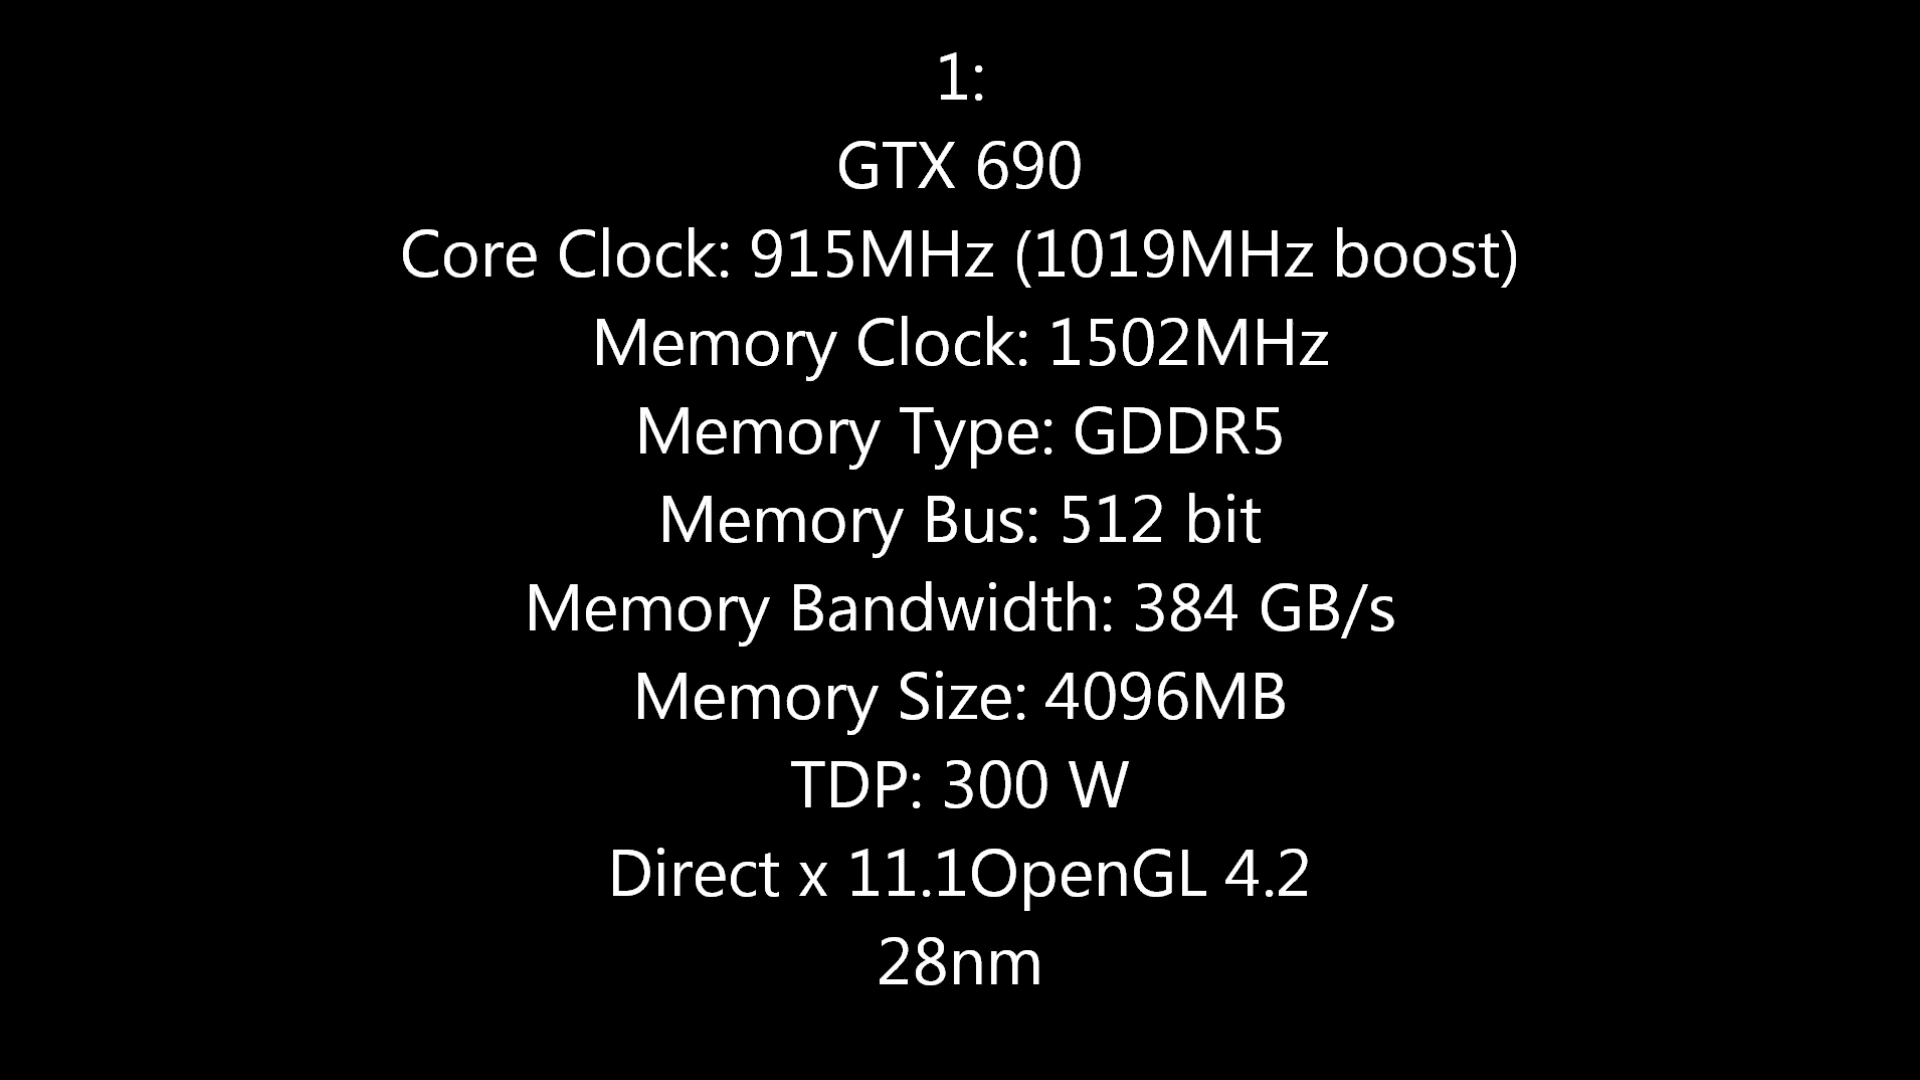 1:
GTX 690
Core Clock: 915MHz (1019MHz boost)
Memory Clock: 1502MHz
Memory Type: GDDR5
Memory Bus: 512 bit
Memory Bandwidth: 384 GB/s
Memory Size: 4096MB
TDP: 300 W
Direct x 11.1OpenGL 4.2
28nm